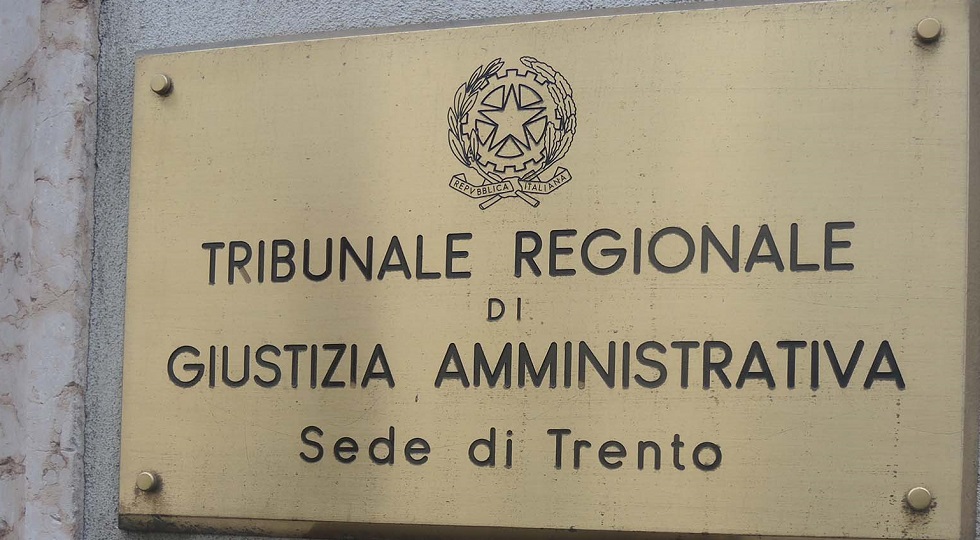 REPVBBLICA ITALIANA
TRIBUNALE REGIONALE
DI
GIUSTIZIA AMMINISTRATIVA
Sede di Trento